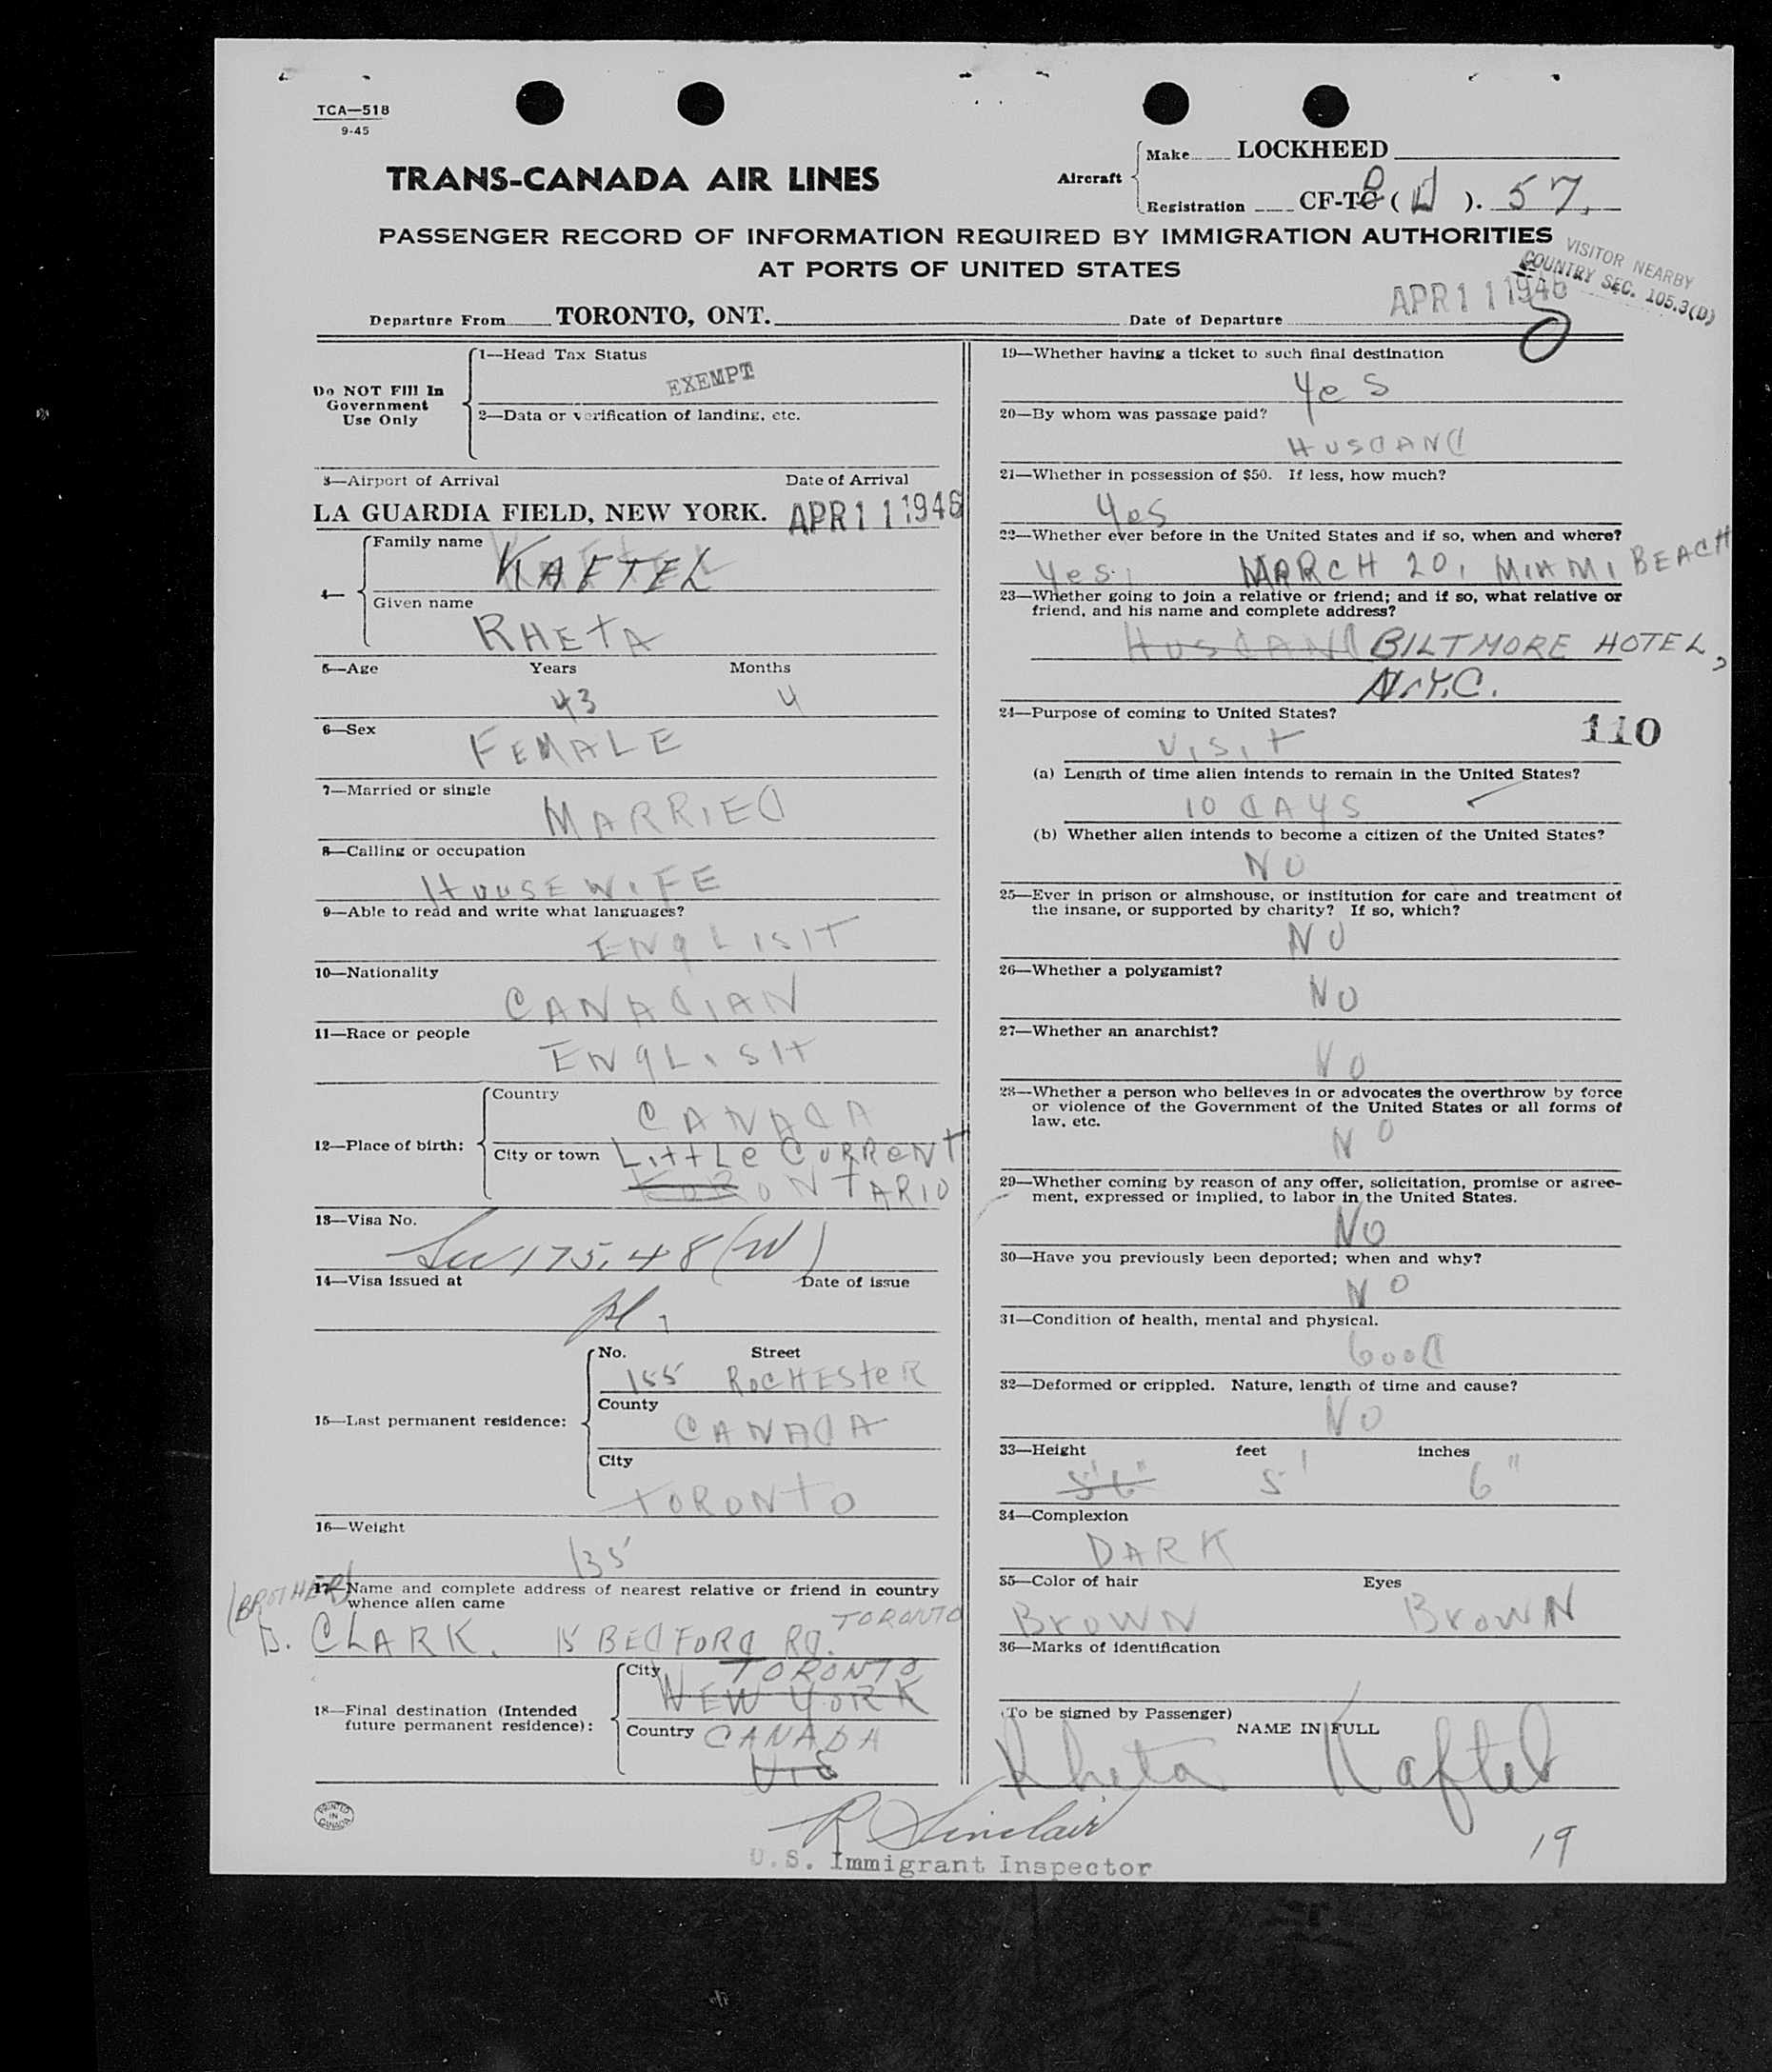 TCA—518
9-45
TRANS-CANADA AIR LINES
Aircraft
Make LOCKHEED
Registration CF-TC ( ). 57,
PASSENGER RECORD OF INFORMATION REQUIRED BY IMMIGRATION AUTHORITIES
AT PORTS OF UNITED STATES
VISITOR NEARBY
COUNTRY SEC. 105.3(D)
Departure From TORONTO, ONT. Date of Departure APR 11 1946
Do NOT Fill In
Government
Use Only
1—Head Tax Status
EXEMPT
2—Data or verification of landing, etc.
3—Airport of Arrival Date of Arrival
LA GUARDIA FIELD, NEW YORK. APR 11 1946
4—
Family name
KAFTEL
Given name
RHETA
5—Age Years Months
43 4
6—Sex
FEMALE
7—Married or single
MARRIED
8—Calling or occupation
HOUSEWIFE
9—Able to read and write what languages?
ENGLISH
10—Nationality
CANADIAN
11—Race or people
ENGLISH
12—Place of birth:
Country
CANADA
City or town LITTLE CURRENT
ONTARIO
13—Visa No.
Sec 175.48 (W)
14—Visa issued at Date of issue
15—Last permanent residence:
No. Street
155 ROCHESTER
County
CANADA
City
TORONTO
16—Weight
135
(BROTHER)
17—Name and complete address of nearest relative or friend in country
whence alien came
TORONTO
D. CLARK. 15 BEDFORD RD.
18—Final destination (Intended
future permanent residence):
City TORONTO
NEW YORK
Country CANADA
U.S
PRINTED
IN
CANADA
19—Whether having a ticket to such final destination
Yes
20—By whom was passage paid?
HUSBAND
21—Whether in possession of $50. If less, how much?
Yes
22—Whether ever before in the United States and if so, when and where?
Yes. MARCH 20, MIAMI BEACH
23—Whether going to join a relative or friend; and if so, what relative or
friend, and his name and complete address?
HUSBAND BILTMORE HOTEL,
N.Y.C.
24—Purpose of coming to United States?
110
VISIT
(a) Length of time alien intends to remain in the United States?
10 DAYS
(b) Whether alien intends to become a citizen of the United States?
NO
25—Ever in prison or almshouse, or institution for care and treatment of
the insane, or supported by charity? If so, which?
NO
26—Whether a polygamist?
NO
27—Whether an anarchist?
NO
28—Whether a person who believes in or advocates the overthrow by force
or violence of the Government of the United States or all forms of
law, etc.
NO
29—Whether coming by reason of any offer, solicitation, promise or agree-
ment, expressed or implied, to labor in the United States.
NO
30—Have you previously been deported; when and why?
NO
31—Condition of health, mental and physical.
GOOD
32—Deformed or crippled. Nature, length of time and cause?
NO
33—Height feet inches
5'6" 5' 6"
34—Complexion
DARK
35—Color of hair Eyes
BROWN BROWN
36—Marks of identification
(To be signed by Passenger)
NAME IN FULL
Rheta Kaftel
R Sinclair
U.S. Immigrant Inspector
19